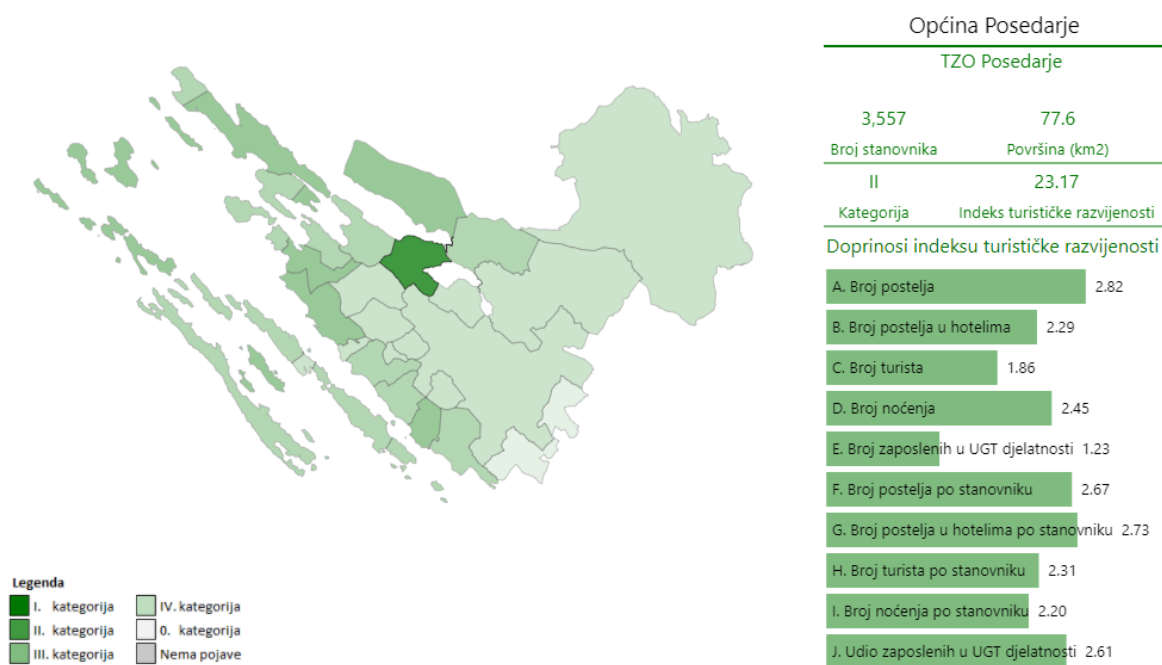 Općina Posedarje
TZO Posedarje
3,557 77.6
Broj stanovnika Površina (km2)
II 23.17
Kategorija Indeks turističke razvijenosti
Doprinosi indeksu turističke razvijenosti
A. Broj postelja 2.82
B. Broj postelja u hotelima 2.29
C. Broj turista 1.86
D. Broj noćenja 2.45
E. Broj zaposlenih u UGT djelatnosti 1.23
F. Broj postelja po stanovniku 2.67
G. Broj postelja u hotelima po stanovniku 2.73
H. Broj turista po stanovniku 2.31
I. Broj noćenja po stanovniku 2.20
J. Udio zaposlenih u UGT djelatnosti 2.61
Legenda
I. kategorija IV. kategorija
II. kategorija 0. kategorija
III. kategorija Nema pojave